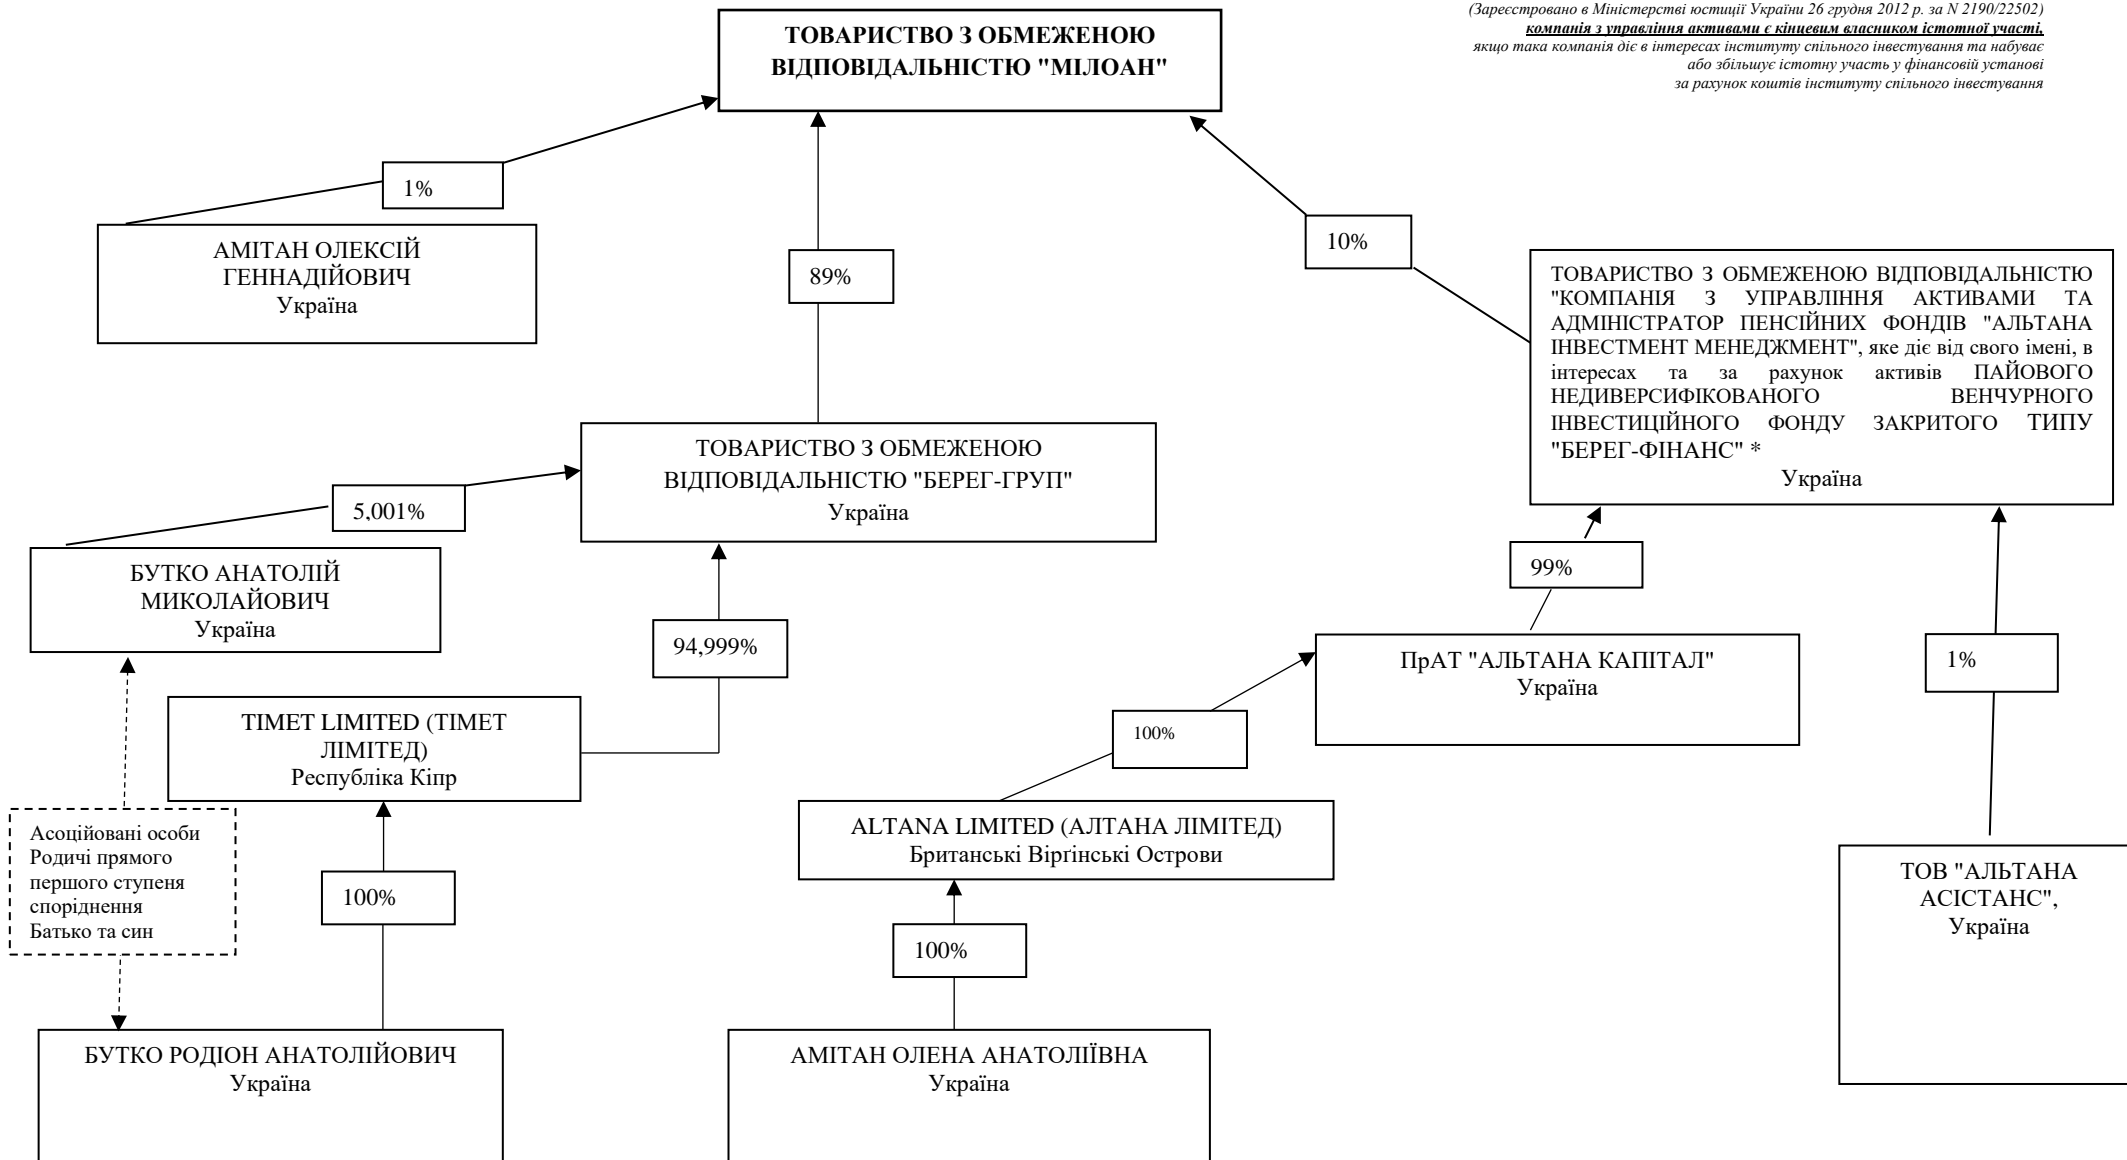 (Зареєстровано в Міністерстві юстиції України 26 грудня 2012 р. за N 2190/22502)
компанія з управління активами є кінцевим власником істотної участі,
якщо така компанія діє в інтересах інституту спільного інвестування та набуває
або збільшує істотну участь у фінансовій установі
за рахунок коштів інституту спільного інвестування
ТОВАРИСТВО З ОБМЕЖЕНОЮ
ВІДПОВІДАЛЬНІСТЮ "МІЛОАН"
1%
АМІТАН ОЛЕКСІЙ
ГЕННАДІЙОВИЧ
Україна
89%
10%
ТОВАРИСТВО З ОБМЕЖЕНОЮ ВІДПОВІДАЛЬНІСТЮ
"КОМПАНІЯ З УПРАВЛІННЯ АКТИВАМИ ТА
АДМІНІСТРАТОР ПЕНСІЙНИХ ФОНДІВ "АЛЬТАНА
ІНВЕСТМЕНТ МЕНЕДЖМЕНТ", яке діє від свого імені, в
інтересах та за рахунок активів ПАЙОВОГО
НЕДИВЕРСИФІКОВАНОГО ВЕНЧУРНОГО
ІНВЕСТИЦІЙНОГО ФОНДУ ЗАКРИТОГО ТИПУ
"БЕРЕГ-ФІНАНС" *
Україна
ТОВАРИСТВО З ОБМЕЖЕНОЮ
ВІДПОВІДАЛЬНІСТЮ "БЕРЕГ-ГРУП"
Україна
5,001%
БУТКО АНАТОЛІЙ
МИКОЛАЙОВИЧ
Україна
94,999%
99%
ПрАТ "АЛЬТАНА КАПІТАЛ"
Україна
1%
TIMET LIMITED (ТІМЕТ
ЛІМІТЕД)
Республіка Кіпр
100%
Асоційовані особи
Родичі прямого
першого ступеня
споріднення
Батько та син
100%
ALTANA LIMITED (АЛТАНА ЛІМІТЕД)
Британські Вірґінські Острови
100%
ТОВ "АЛЬТАНА
АСІСТАНС",
Україна
БУТКО РОДІОН АНАТОЛІЙОВИЧ
Україна
АМІТАН ОЛЕНА АНАТОЛІЇВНА
Україна